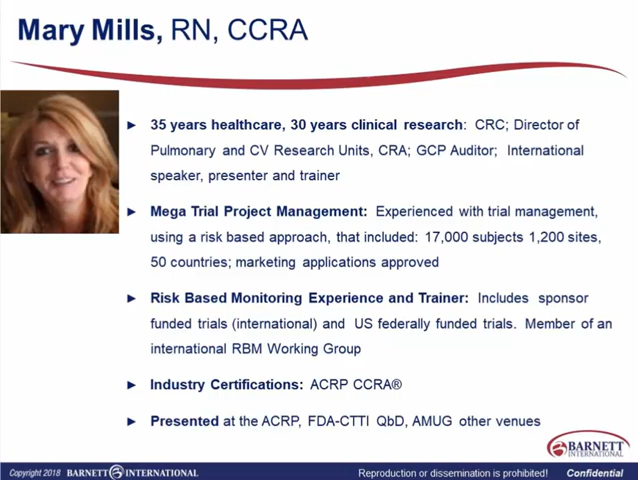 Mary Mills, RN, CCRA
► 35 years healthcare, 30 years clinical research: CRC; Director of
Pulmonary and CV Research Units, CRA; GCP Auditor; International
speaker, presenter and trainer
► Mega Trial Project Management: Experienced with trial management,
using a risk based approach, that included: 17,000 subjects 1,200 sites,
50 countries; marketing applications approved
► Risk Based Monitoring Experience and Trainer: Includes sponsor
funded trials (international) and US federally funded trials. Member of an
international RBM Working Group
► Industry Certifications: ACRP CCRA®
► Presented at the ACRP, FDA-CTTI QbD, AMUG other venues
BARNETT
INTERNATIONAL
Copyright 2018 BARNETT INTERNATIONAL Reproduction or dissemination is prohibited! Confidential